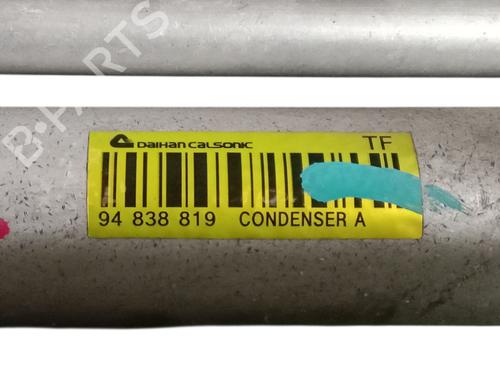 DAIHAN CALSONIC TF
94 838 819 CONDENSER A
B-PARTS